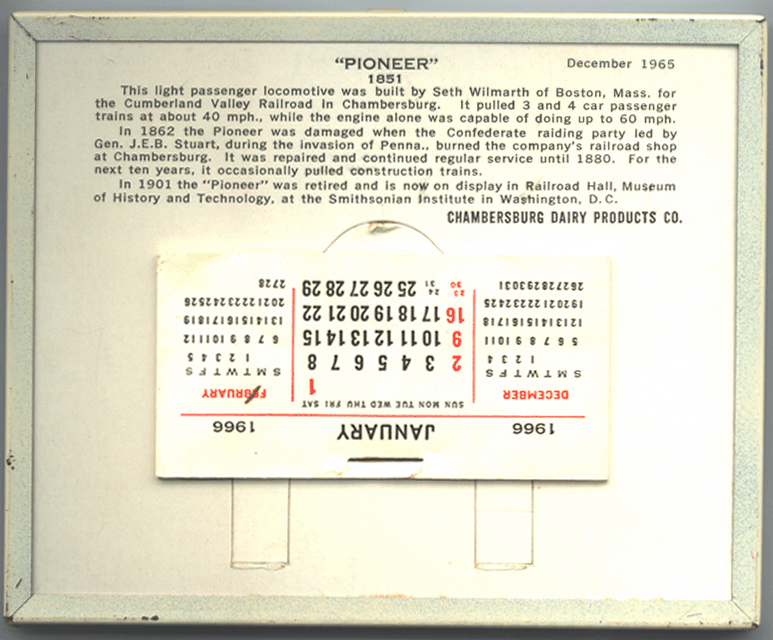 "PIONEER"
1851
December 1965
This light passenger locomotive was built by Seth Wilmarth of Boston, Mass. for
the Cumberland Valley Railroad in Chambersburg. It pulled 3 and 4 car passenger
trains at about 40 mph., while the engine alone was capable of doing up to 60 mph.
In 1862 the Pioneer was damaged when the Confederate raiding party led by
Gen. J.E.B. Stuart, during the invasion of Penna., burned the company's railroad shop
at Chambersburg. It was repaired and continued regular service until 1880. For the
next ten years, it occasionally pulled construction trains.
In 1901 the "Pioneer" was retired and is now on display in Railroad Hall, Museum
of History and Technology, at the Smithsonian Institute in Washington, D.C.
CHAMBERSBURG DAIRY PRODUCTS CO.
1966 JANUARY 1966
DECEMBER
S M T W T F S
1 2 3 4
5 6 7 8 9 10 11
12 13 14 15 16 17 18
19 20 21 22 23 24 25
26 27 28 29 30 31
SUN MON TUE WED THU FRI SAT
1
2 3 4 5 6 7 8
9 10 11 12 13 14 15
16 17 18 19 20 21 22
23 30 24 31 25 26 27 28 29
FEBRUARY
S M T W T F S
1 2 3 4 5
6 7 8 9 10 11 12
13 14 15 16 17 18 19
20 21 22 23 24 25 26
27 28